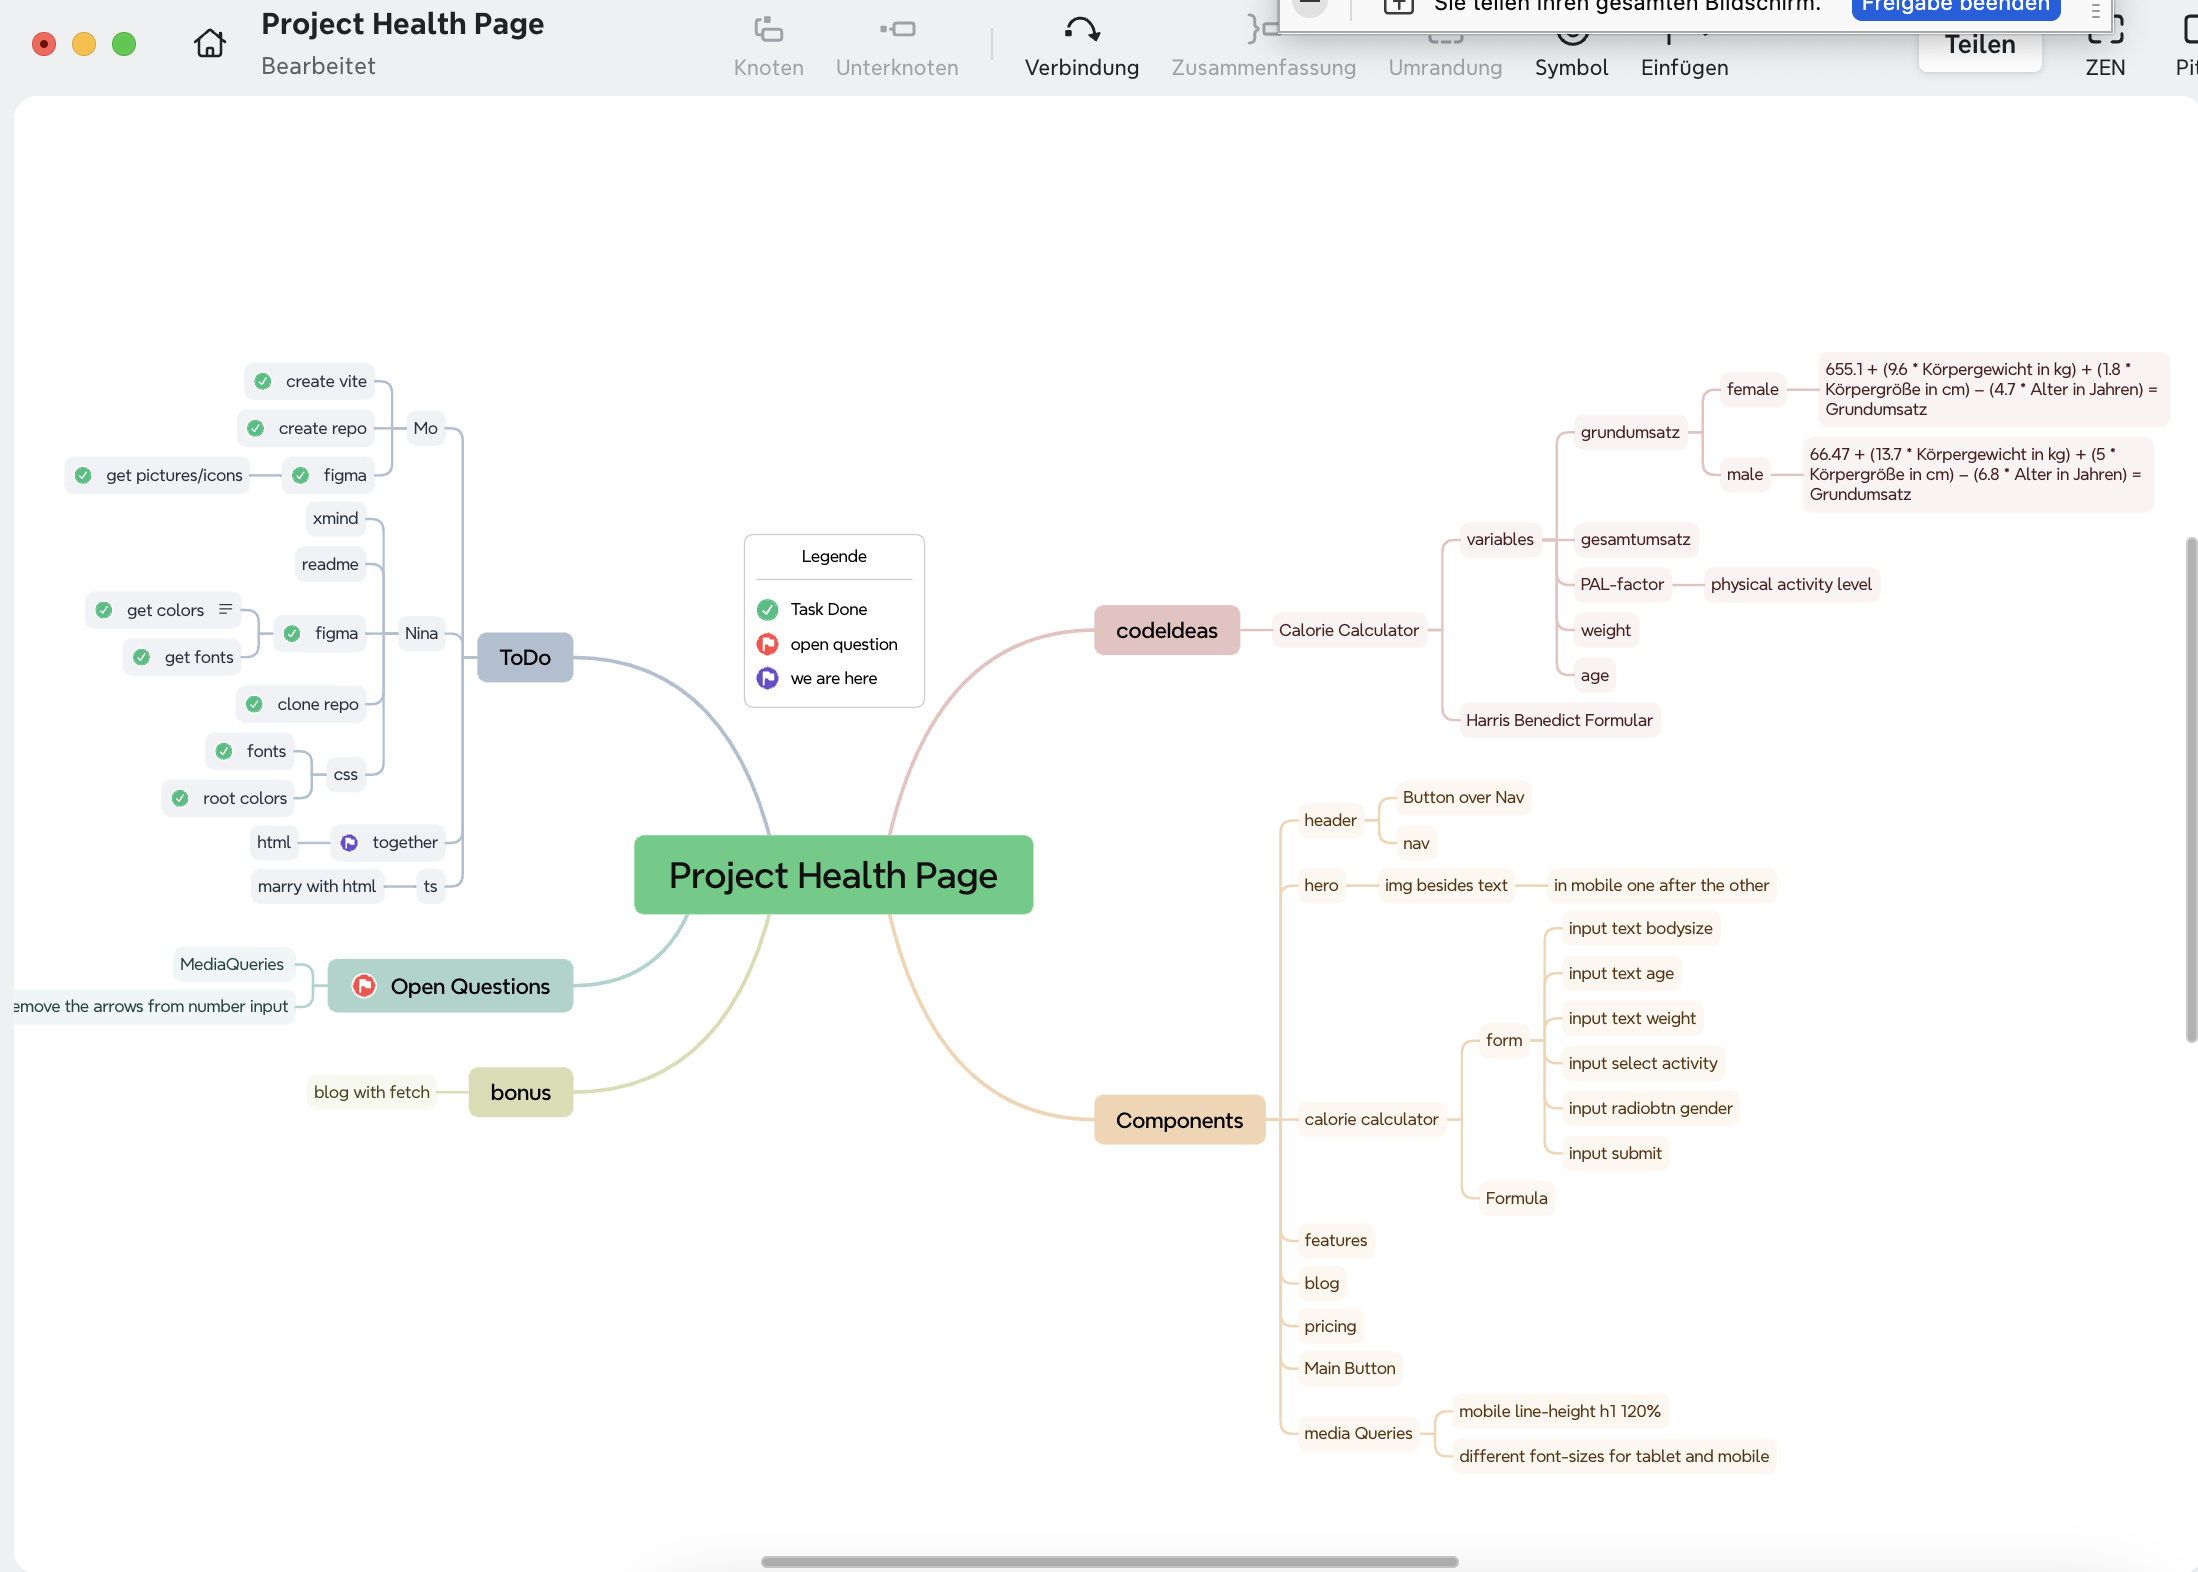 Project Health Page
Bearbeitet
Knoten
Unterknoten
Verbindung
Zusammenfassung
Umrandung
Symbol
Einfügen
Sie teilen Ihren gesamten Bildschirm.
Freigabe beenden
Teilen
ZEN
create vite
create repo
Mo
get pictures/icons
figma
xmind
readme
get colors
figma
Nina
get fonts
clone repo
fonts
css
root colors
html
together
marry with html
ts
ToDo
Legende
Task Done
open question
we are here
Project Health Page
MediaQueries
the arrows from number input
Open Questions
blog with fetch
bonus
codeIdeas
Calorie Calculator
variables
grundumsatz
female
655.1 + (9.6 * Körpergewicht in kg) + (1.8 *
Körpergröße in cm) – (4.7 * Alter in Jahren) =
Grundumsatz
male
66.47 + (13.7 * Körpergewicht in kg) + (5 *
Körpergröße in cm) – (6.8 * Alter in Jahren) =
Grundumsatz
gesamtumsatz
PAL-factor
physical activity level
weight
age
Harris Benedict Formular
Components
header
Button over Nav
nav
hero
img besides text
in mobile one after the other
calorie calculator
form
input text bodysize
input text age
input text weight
input select activity
input radiobtn gender
input submit
Formula
features
blog
pricing
Main Button
media Queries
mobile line-height h1 120%
different font-sizes for tablet and mobile